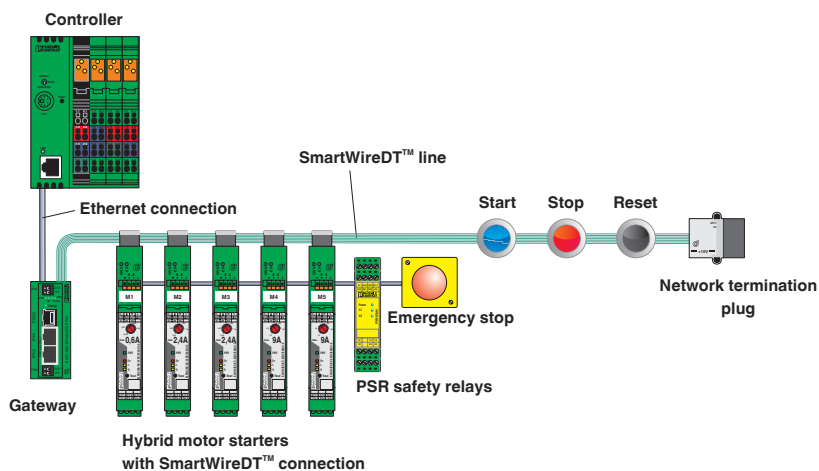 Controller
SmartWireDT™ line
Start Stop Reset
Ethernet connection
M1 M2 M3 M4 M5
Network termination
plug
Emergency stop
0,6A 2,4A 2,4A 9A 9A
PSR safety relays
Gateway
Hybrid motor starters
with SmartWireDT™ connection